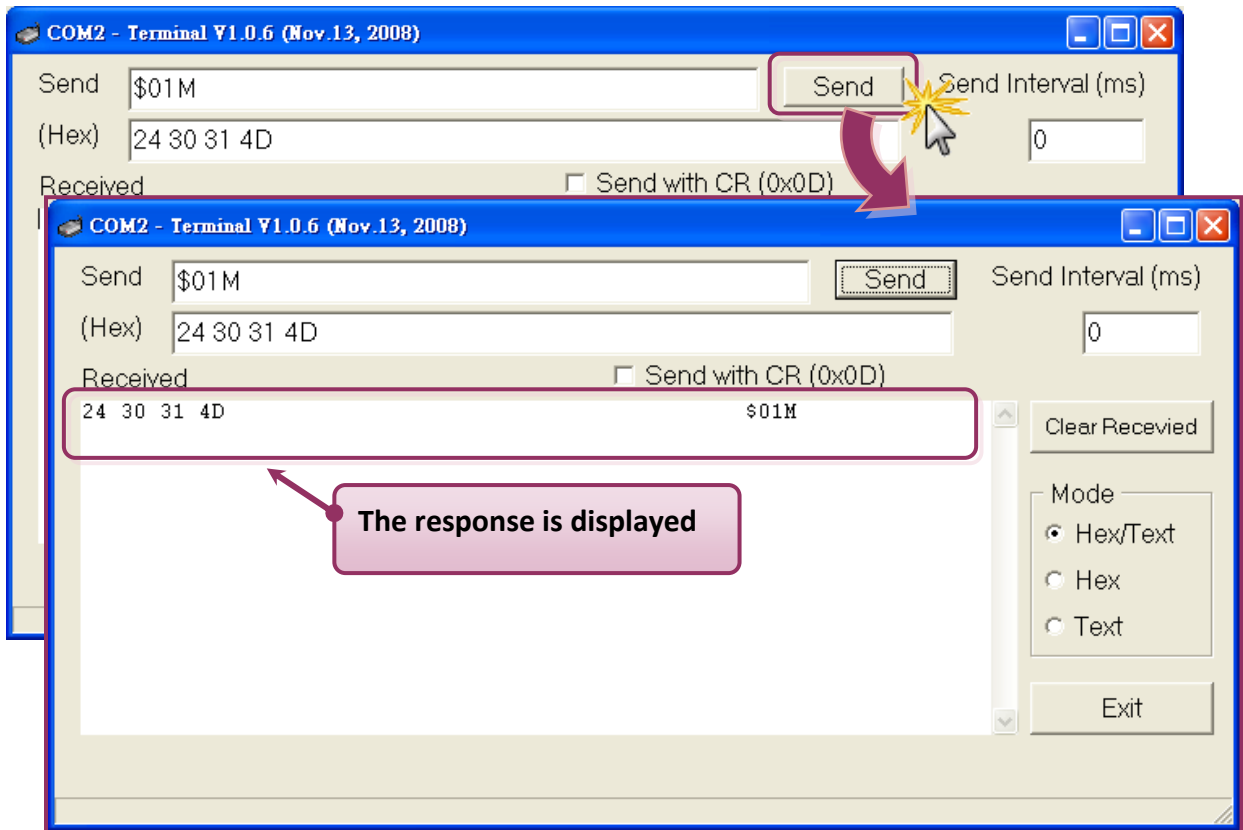 COM2 - Terminal V1.0.6 (Nov.13, 2008)
Send $01M Send Send Interval (ms)
(Hex) 24 30 31 4D 0
Received Send with CR (0x0D)
COM2 - Terminal V1.0.6 (Nov.13, 2008)
Send $01M Send Send Interval (ms)
(Hex) 24 30 31 4D 0
Received Send with CR (0x0D)
24 30 31 4D $01M
Clear Recevied
The response is displayed
Mode
Hex/Text
Hex
Text
Exit